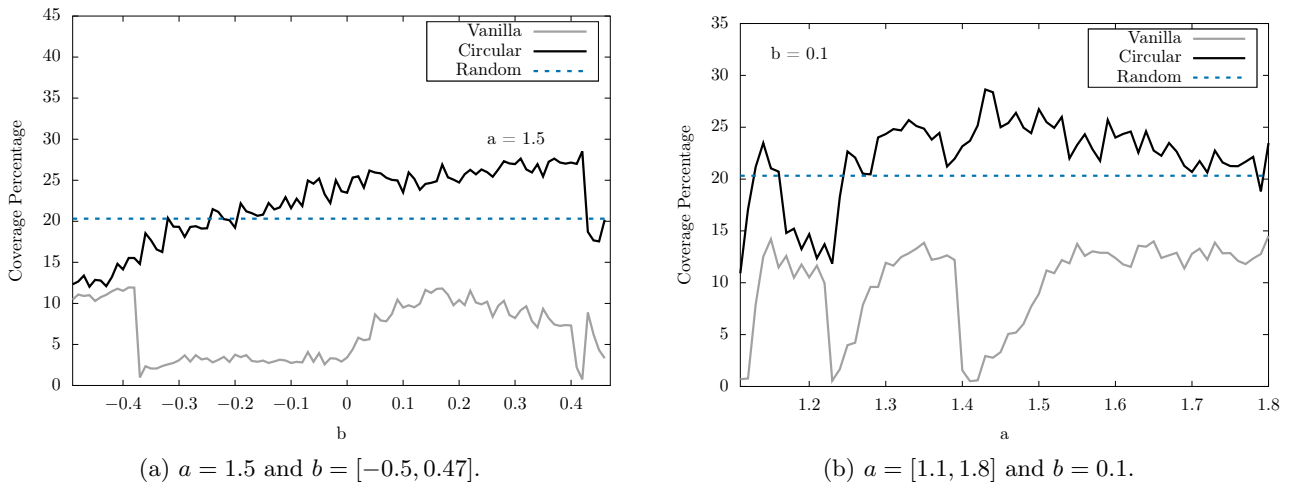 45
40
35
30
25
20
15
10
5
0
Coverage Percentage
Vanilla
Circular
Random
a = 1.5
−0.4 −0.3 −0.2 −0.1 0 0.1 0.2 0.3 0.4
b
(a) a = 1.5 and b = [−0.5, 0.47].
35
30
25
20
15
10
5
0
Coverage Percentage
b = 0.1
Vanilla
Circular
Random
1.2 1.3 1.4 1.5 1.6 1.7 1.8
a
(b) a = [1.1, 1.8] and b = 0.1.